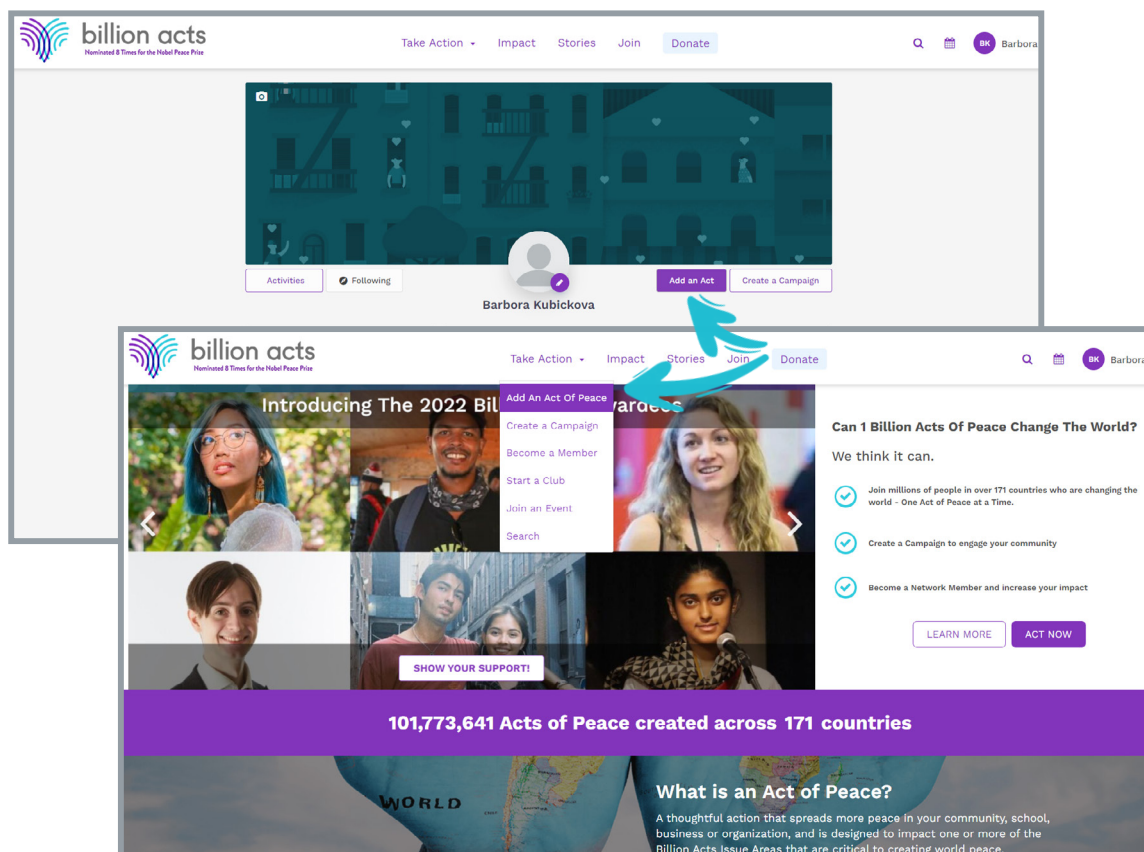 billion acts
Nominated 8 Times for the Nobel Peace Prize
Take Action Impact Stories Join Donate
BK Barbora
Activities
Following
Add an Act
Create a Campaign
Barbora Kubickova
billion acts
Nominated 8 Times for the Nobel Peace Prize
Take Action Impact Stories Join Donate
BK Barbora
Introducing The 2022 Bil
Add An Act Of Peace
Create a Campaign
Become a Member
Start a Club
Join an Event
Search
SHOW YOUR SUPPORT!
Can 1 Billion Acts Of Peace Change The World?
We think it can.
Join millions of people in over 171 countries who are changing the
world - One Act of Peace at a Time.
Create a Campaign to engage your community
Become a Network Member and increase your impact
LEARN MORE
ACT NOW
101,773,641 Acts of Peace created across 171 countries
WORLD
What is an Act of Peace?
A thoughtful action that spreads more peace in your community, school,
business or organization, and is designed to impact one or more of the
Billion Acts Issue Areas that are critical to creating world peace.